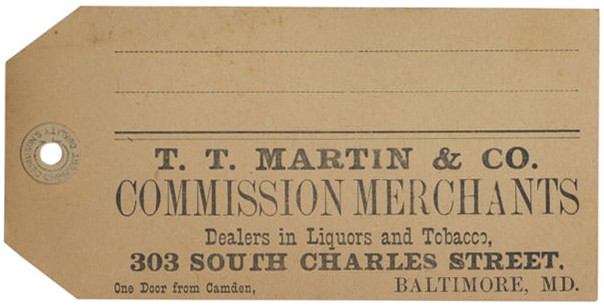 T. T. MARTIN & CO.
COMMISSION MERCHANTS
Dealers in Liquors and Tobacco,
303 SOUTH CHARLES STREET,
One Door from Camden, BALTIMORE, MD.